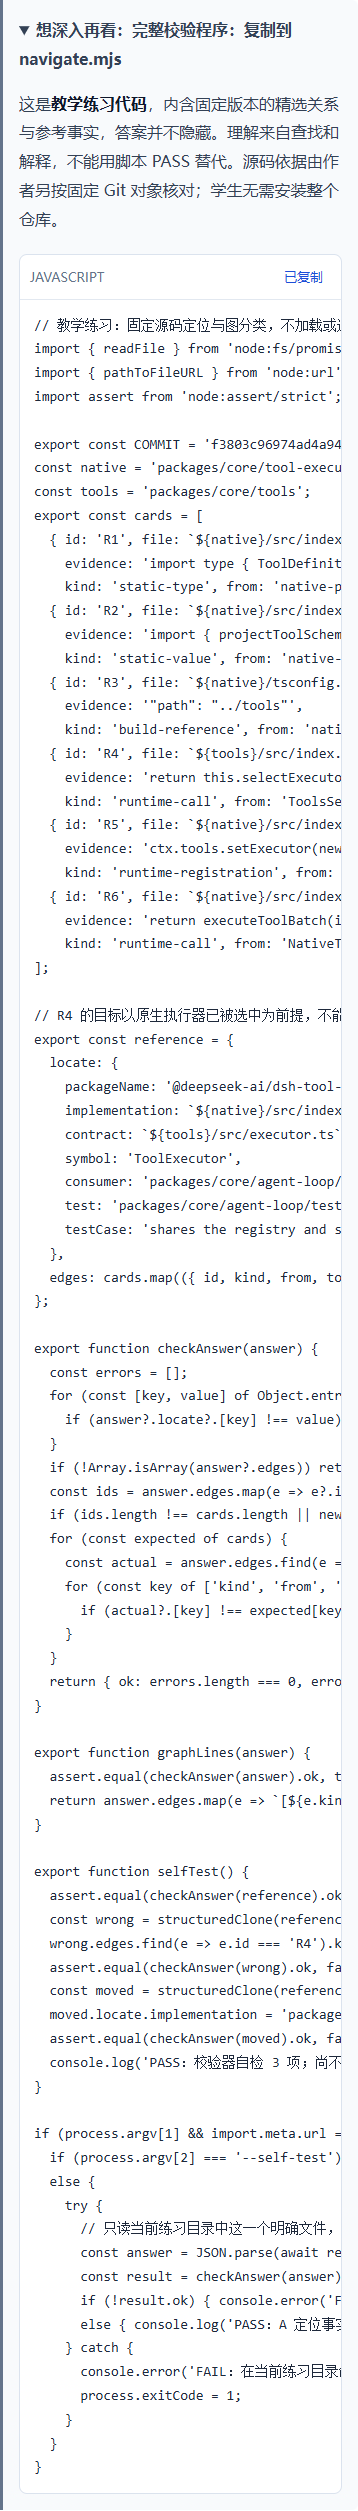 ▼ 想深入再看：完整校验程序：复制到
navigate.mjs
这是教学练习代码，内含固定版本的精选关系
与参考事实，答案并不隐藏。理解来自查找和
解释，不能用脚本 PASS 替代。源码依据由作
者另按固定 Git 对象核对；学生无需安装整个
仓库。
JAVASCRIPT 已复制
// 教学练习：固定源码定位与图分类，不加载或
import { readFile } from 'node:fs/promis
import { pathToFileURL } from 'node:url'
import assert from 'node:assert/strict';
export const COMMIT = 'f3803c96974ad4a94
const native = 'packages/core/tool-execu
const tools = 'packages/core/tools';
export const cards = [
  { id: 'R1', file: `${native}/src/index
    evidence: 'import type { ToolDefinit
    kind: 'static-type', from: 'native-p
  { id: 'R2', file: `${native}/src/index
    evidence: 'import { projectToolSchem
    kind: 'static-value', from: 'native-
  { id: 'R3', file: `${native}/tsconfig.
    evidence: '"path": "../tools"',
    kind: 'build-reference', from: 'nati
  { id: 'R4', file: `${tools}/src/index.
    evidence: 'return this.selectExecuto
    kind: 'runtime-call', from: 'ToolsSe
  { id: 'R5', file: `${native}/src/index
    evidence: 'ctx.tools.setExecutor(new
    kind: 'runtime-registration', from:
  { id: 'R6', file: `${native}/src/index
    evidence: 'return executeToolBatch(i
    kind: 'runtime-call', from: 'NativeT
];
// R4 的目标以原生执行器已被选中为前提，不能
export const reference = {
  locate: {
    packageName: '@deepseek-ai/dsh-tool-
    implementation: `${native}/src/index
    contract: `${tools}/src/executor.ts`
    symbol: 'ToolExecutor',
    consumer: 'packages/core/agent-loop/
    test: 'packages/core/agent-loop/test
    testCase: 'shares the registry and s
  },
  edges: cards.map(({ id, kind, from, to
};
export function checkAnswer(answer) {
  const errors = [];
  for (const [key, value] of Object.entr
    if (answer?.locate?.[key] !== value)
  }
  if (!Array.isArray(answer?.edges)) ret
  const ids = answer.edges.map(e => e?.i
  if (ids.length !== cards.length || new
  for (const expected of cards) {
    const actual = answer.edges.find(e =
    for (const key of ['kind', 'from', '
      if (actual?.[key] !== expected[key
    }
  }
  return { ok: errors.length === 0, erro
}
export function graphLines(answer) {
  assert.equal(checkAnswer(answer).ok, t
  return answer.edges.map(e => `[${e.kin
}
export function selfTest() {
  assert.equal(checkAnswer(reference).ok
  const wrong = structuredClone(referenc
  wrong.edges.find(e => e.id === 'R4').k
  assert.equal(checkAnswer(wrong).ok, fa
  const moved = structuredClone(referenc
  moved.locate.implementation = 'package
  assert.equal(checkAnswer(moved).ok, fa
  console.log('PASS：校验器自检 3 项；尚不
}
if (process.argv[1] && import.meta.url =
  if (process.argv[2] === '--self-test')
  else {
    try {
      // 只读当前练习目录中这一个明确文件，
      const answer = JSON.parse(await re
      const result = checkAnswer(answer)
      if (!result.ok) { console.error('F
      else { console.log('PASS：A 定位事实
    } catch {
      console.error('FAIL：在当前练习目录
      process.exitCode = 1;
    }
  }
}